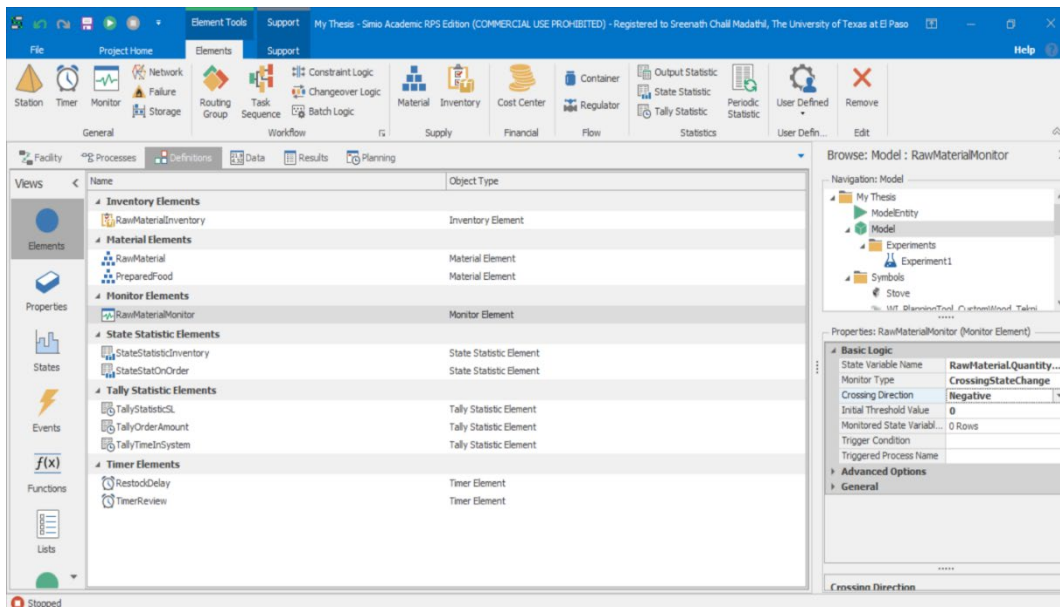 Element Tools Support My Thesis - Simio Academic RPS Edition (COMMERCIAL USE PROHIBITED) - Registered to Sreenath Chalil Madathil, The University of Texas at El Paso
File Project Home Elements Support Help
Station Timer Monitor Network Failure Storage
Routing Group Task Sequence Constraint Logic Changeover Logic Batch Logic
Material Inventory Cost Center Container Regulator
Output Statistic State Statistic Tally Statistic Periodic Statistic User Defined Remove
General Workflow Supply Financial Flow Statistics User Defin... Edit
Facility Processes Definitions Data Results Planning
Views
Elements
Properties
States
Events
f(x)
Functions
Lists
Name Object Type
Inventory Elements
RawMaterialInventory Inventory Element
Material Elements
RawMaterial Material Element
PreparedFood Material Element
Monitor Elements
RawMaterialMonitor Monitor Element
State Statistic Elements
StateStatisticInventory State Statistic Element
StateStatOnOrder State Statistic Element
Tally Statistic Elements
TallyStatisticSL Tally Statistic Element
TallyOrderAmount Tally Statistic Element
TallyTimeInSystem Tally Statistic Element
Timer Elements
RestockDelay Timer Element
TimerReview Timer Element
Browse: Model : RawMaterialMonitor
Navigation: Model
My Thesis
ModelEntity
Model
Experiments
Experiment1
Symbols
Stove
Properties: RawMaterialMonitor (Monitor Element)
Basic Logic
State Variable Name RawMaterial.Quantity...
Monitor Type CrossingStateChange
Crossing Direction Negative
Initial Threshold Value 0
Monitored State Variabl... 0 Rows
Trigger Condition
Triggered Process Name
Advanced Options
General
Crossing Direction
Stopped